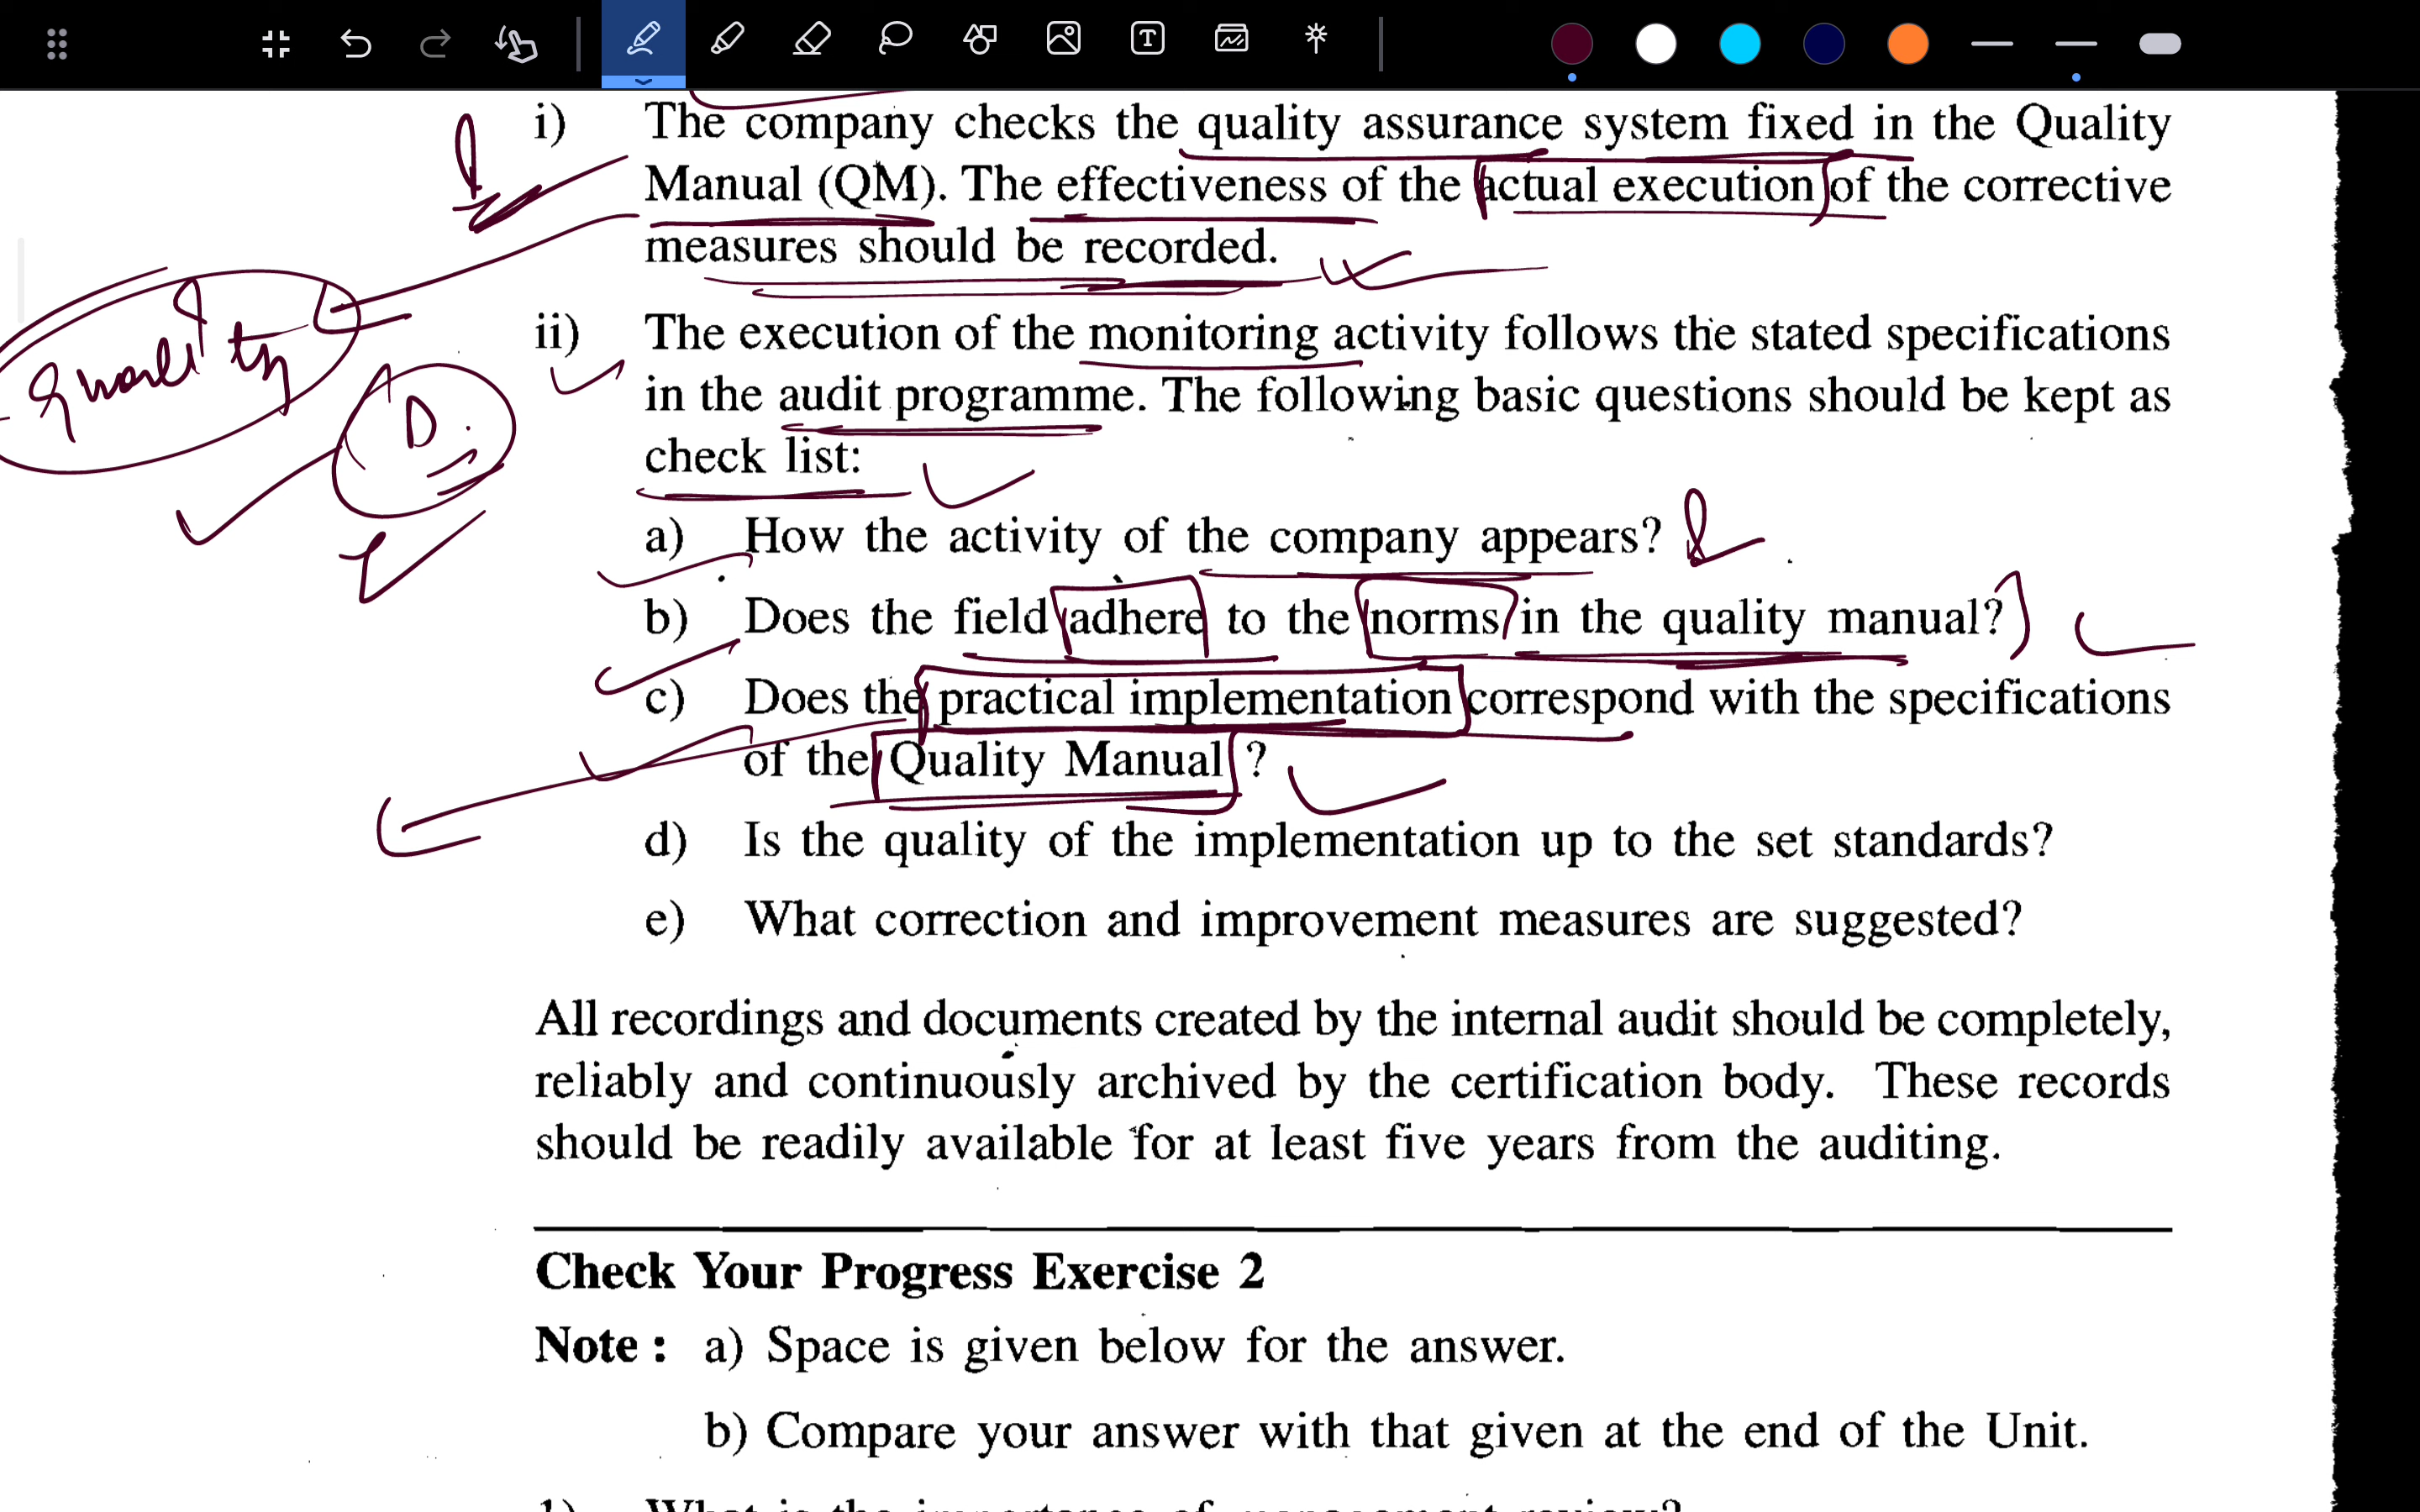 i) The company checks the quality assurance system fixed in the Quality
Manual (QM). The effectiveness of the actual execution of the corrective
measures should be recorded.
Quality
ii) The execution of the monitoring activity follows the stated specifications
in the audit programme. The following basic questions should be kept as
D.
check list:
a) How the activity of the company appears?
b) Does the field adhere to the norms in the quality manual?
c) Does the practical implementation correspond with the specifications
of the Quality Manual ?
d) Is the quality of the implementation up to the set standards?
e) What correction and improvement measures are suggested?
All recordings and documents created by the internal audit should be completely,
reliably and continuously archived by the certification body. These records
should be readily available for at least five years from the auditing.
Check Your Progress Exercise 2
Note : a) Space is given below for the answer.
b) Compare your answer with that given at the end of the Unit.
1) What is the importance of management review?